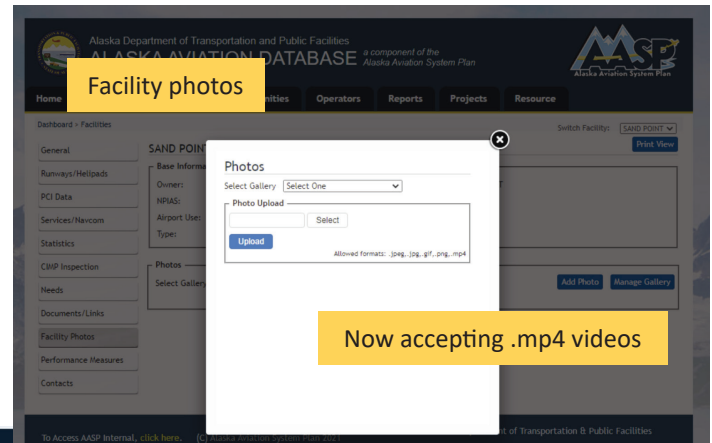 Alaska Department of Transportation and Public Facilities
ALASKA AVIATION DATABASE a component of the
Alaska Aviation System Plan
Alaska Aviation System Plan
Facility photos
Home
Operators
Reports
Projects
Resource
Dashboard > Facilities
Switch Facility: SAND POINT
Print View
General
Runways/Helipads
PCI Data
Services/Navcom
Statistics
CIMP Inspection
Needs
Documents/Links
Facility Photos
Performance Measures
Contacts
SAND POINT
Base Informa
Owner:
NPIAS:
Airport Use:
Type:
Photos
Select Gallery
Add Photo
Manage Gallery
Photos
Select Gallery Select One
Photo Upload
Select
Upload
Allowed formats: .jpeg,.jpg,.gif,.png,.mp4
Now accepting .mp4 videos
To Access AASP Internal, click here. (C) Alaska Aviation System Plan 2021
t of Transportation & Public Facilities